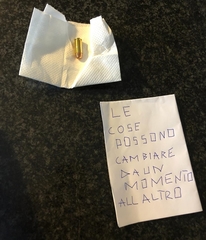 LE
COSE
POSSONO
CAMBIARE
DA UN
MOMENTO
ALL'ALTRO